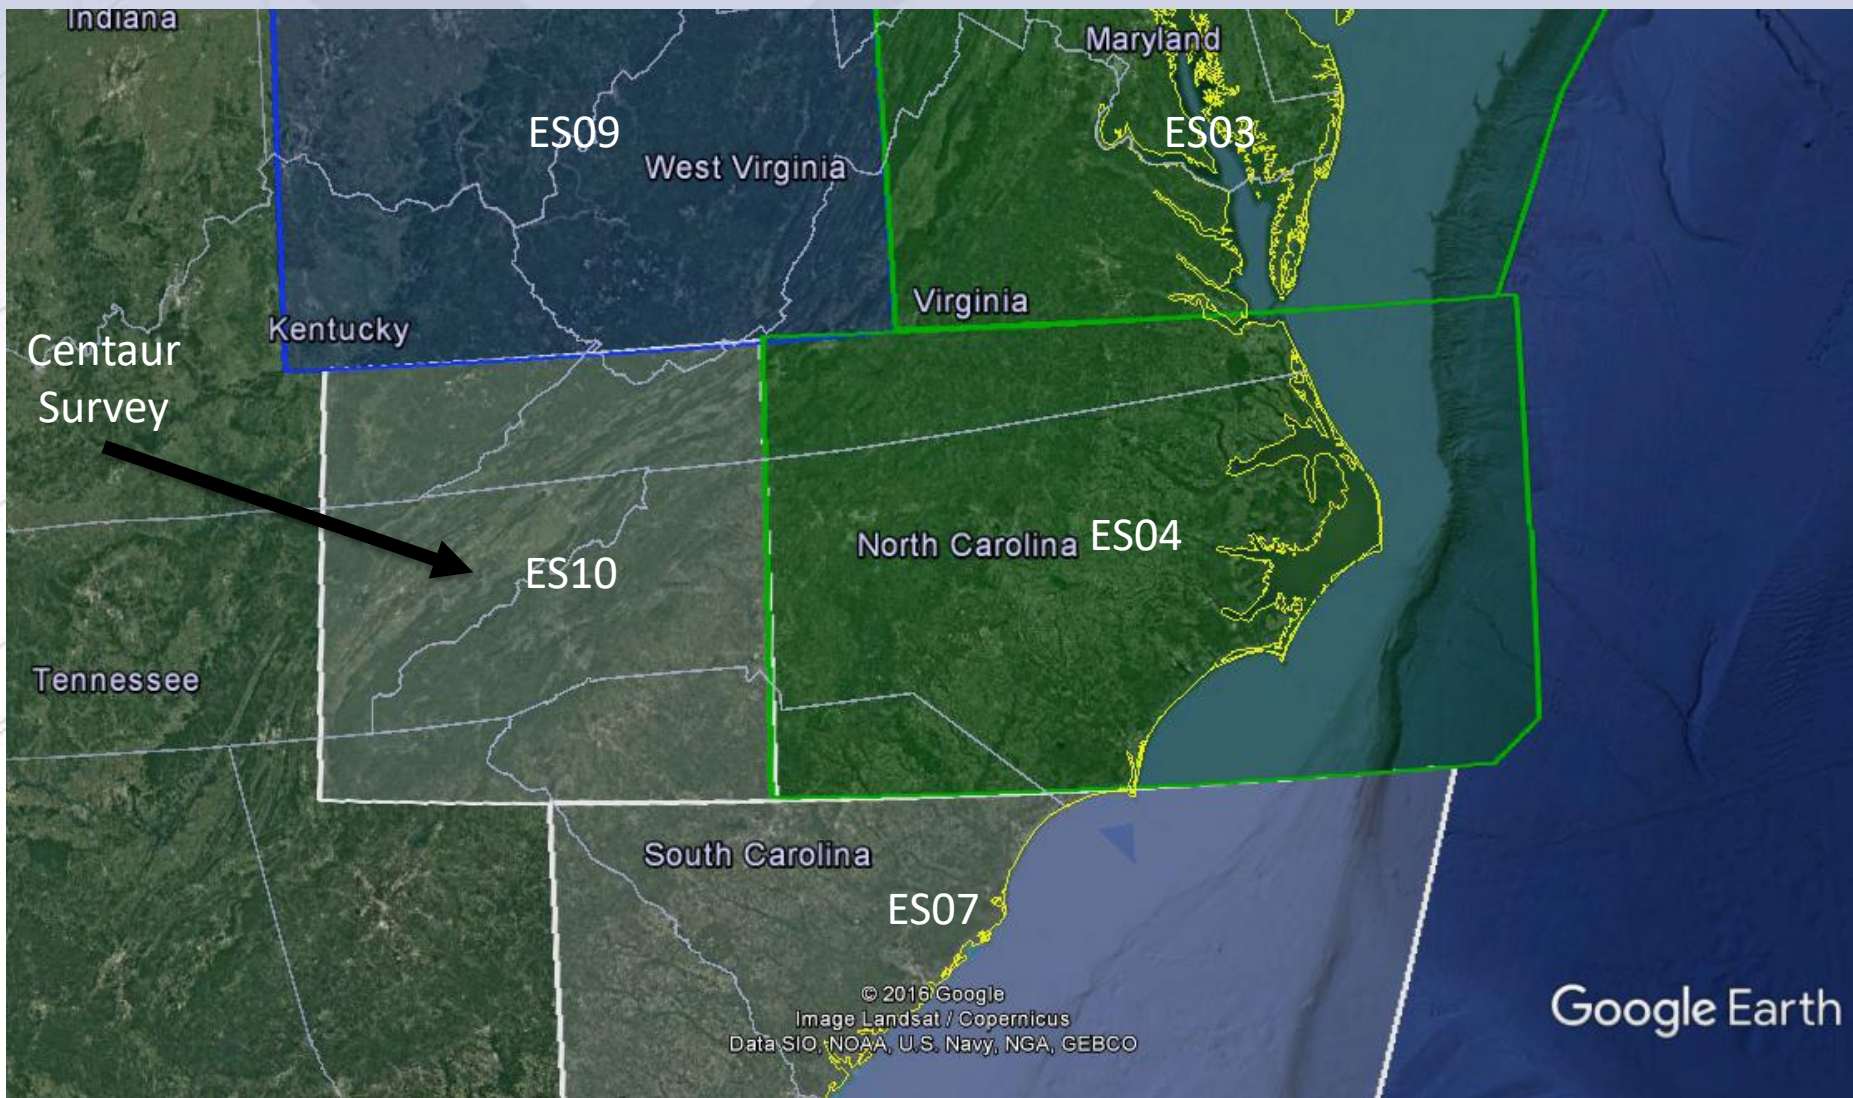 Indiana
Maryland
ES09
ES03
West Virginia
Virginia
Kentucky
Centaur
Survey
North Carolina
ES04
ES10
Tennessee
South Carolina
ES07
© 2016 Google
Image Landsat / Copernicus
Data SIO, NOAA, U.S. Navy, NGA, GEBCO
Google Earth